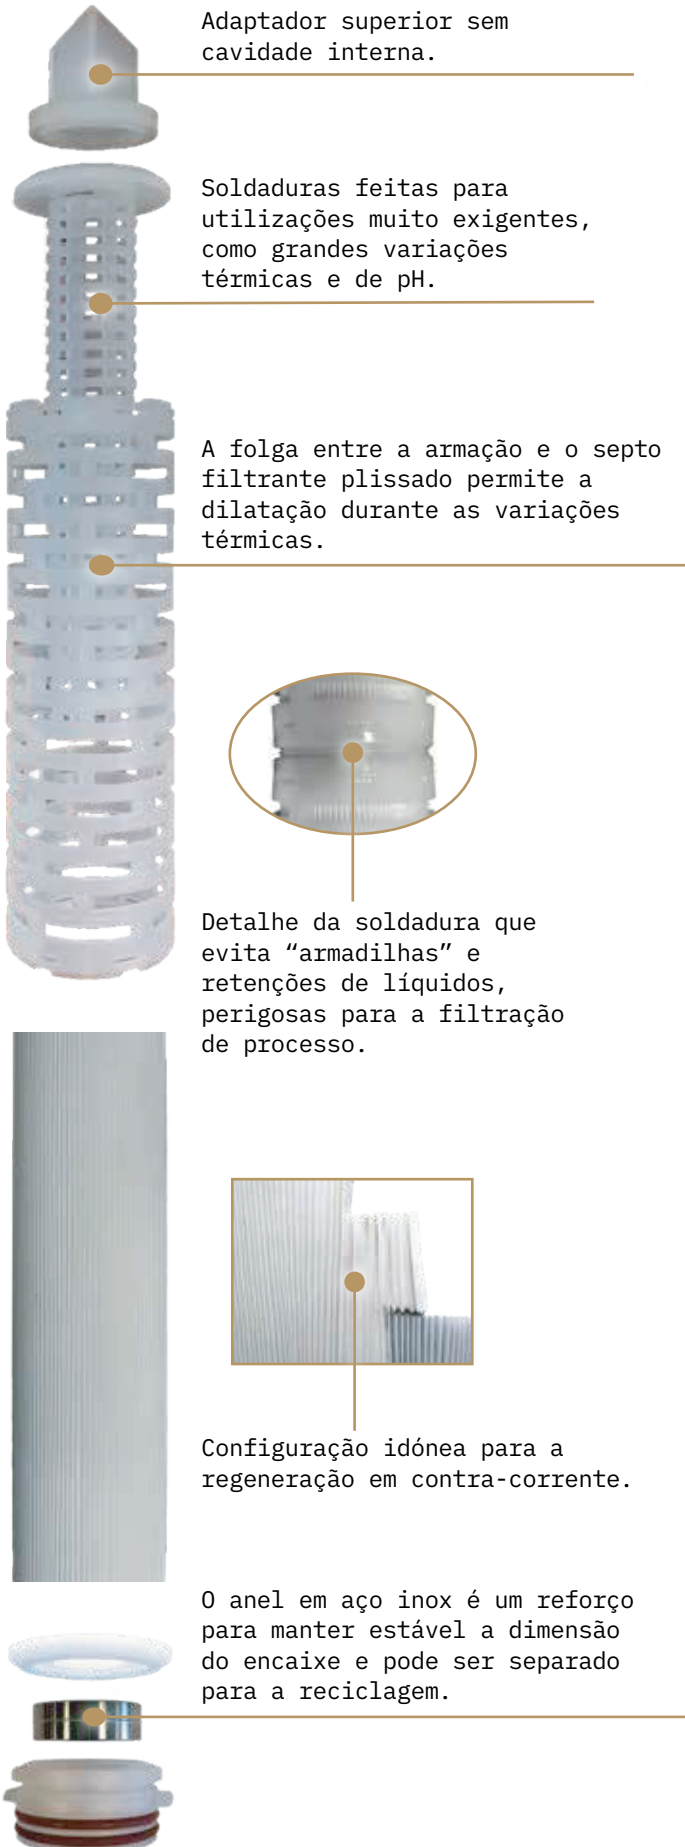 Adaptador superior sem
cavidade interna.
Soldaduras feitas para
utilizações muito exigentes,
como grandes variações
térmicas e de pH.
A folga entre a armação e o septo
filtrante plissado permite a
dilatação durante as variações
térmicas.
Detalhe da soldadura que
evita “armadilhas” e
retenções de líquidos,
perigosas para a filtração
de processo.
Configuração idónea para a
regeneração em contra-corrente.
O anel em aço inox é um reforço
para manter estável a dimensão
do encaixe e pode ser separado
para a reciclagem.